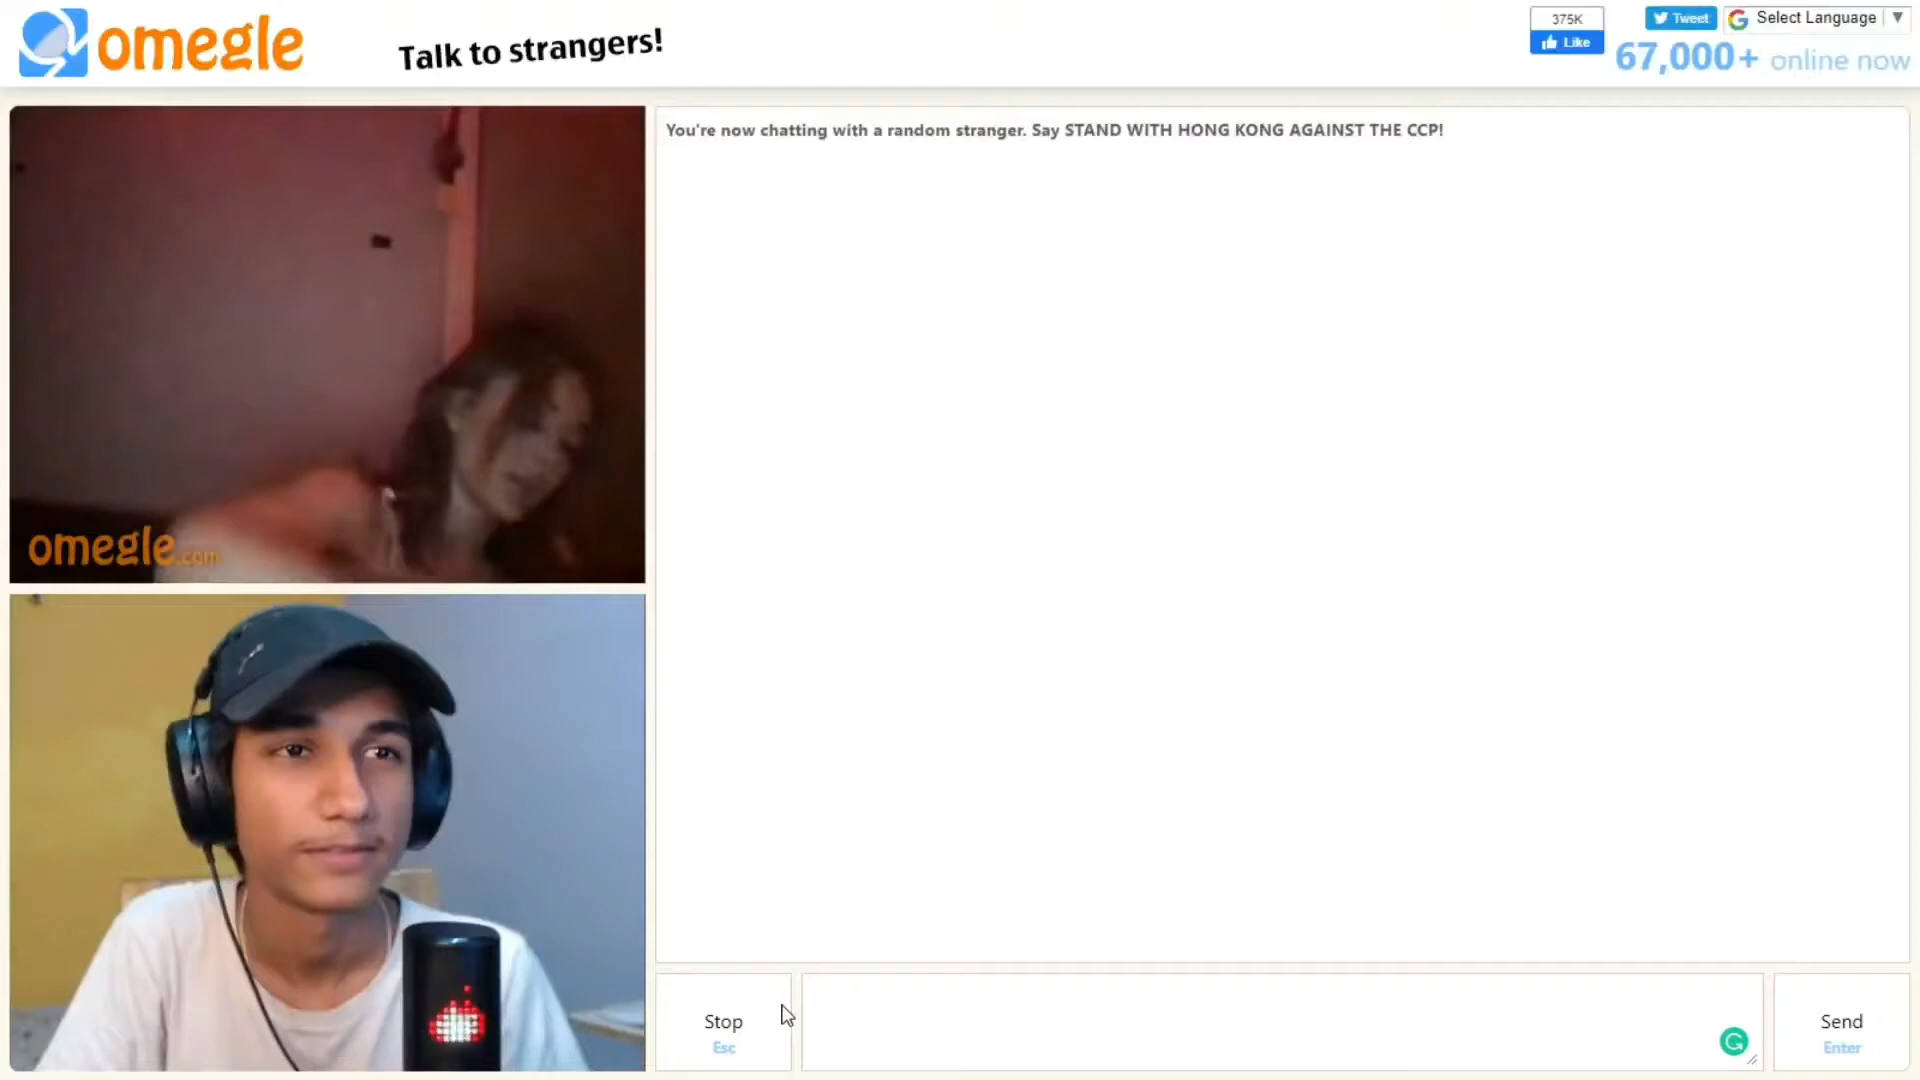 omegle
Talk to strangers!
375K
Like
Tweet
Select Language
67,000+ online now
You're now chatting with a random stranger. Say STAND WITH HONG KONG AGAINST THE CCP!
omegle.com
Stop
Esc
Send
Enter